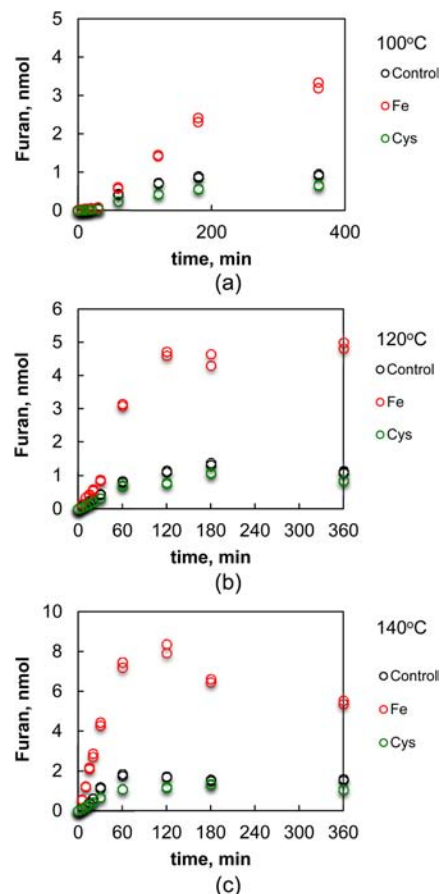 5
4
3
2
1
0
0
200
400
Furan, nmol
time, min
100°C
Control
Fe
Cys
(a)
6
5
4
3
2
1
0
0 60 120 180 240 300 360
Furan, nmol
time, min
120°C
Control
Fe
Cys
(b)
14
12
10
8
6
4
2
0
0 60 120 180 240 300 360
Furan, nmol
time, min
140°C
Control
Fe
Cys
(c)